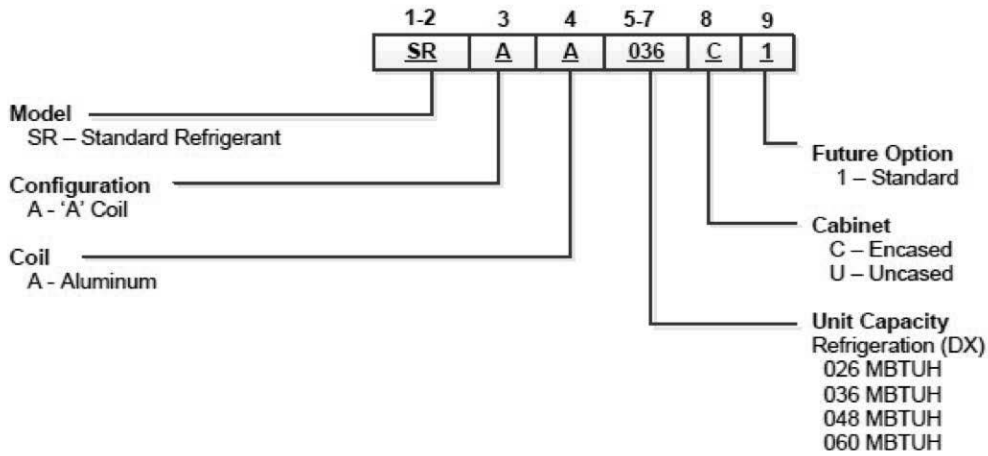 1-2 3 4 5-7 8 9
SR A A 036 C 1
Model
SR – Standard Refrigerant
Configuration
A - ‘A’ Coil
Coil
A - Aluminum
Future Option
1 – Standard
Cabinet
C – Encased
U – Uncased
Unit Capacity
Refrigeration (DX)
026 MBTUH
036 MBTUH
048 MBTUH
060 MBTUH